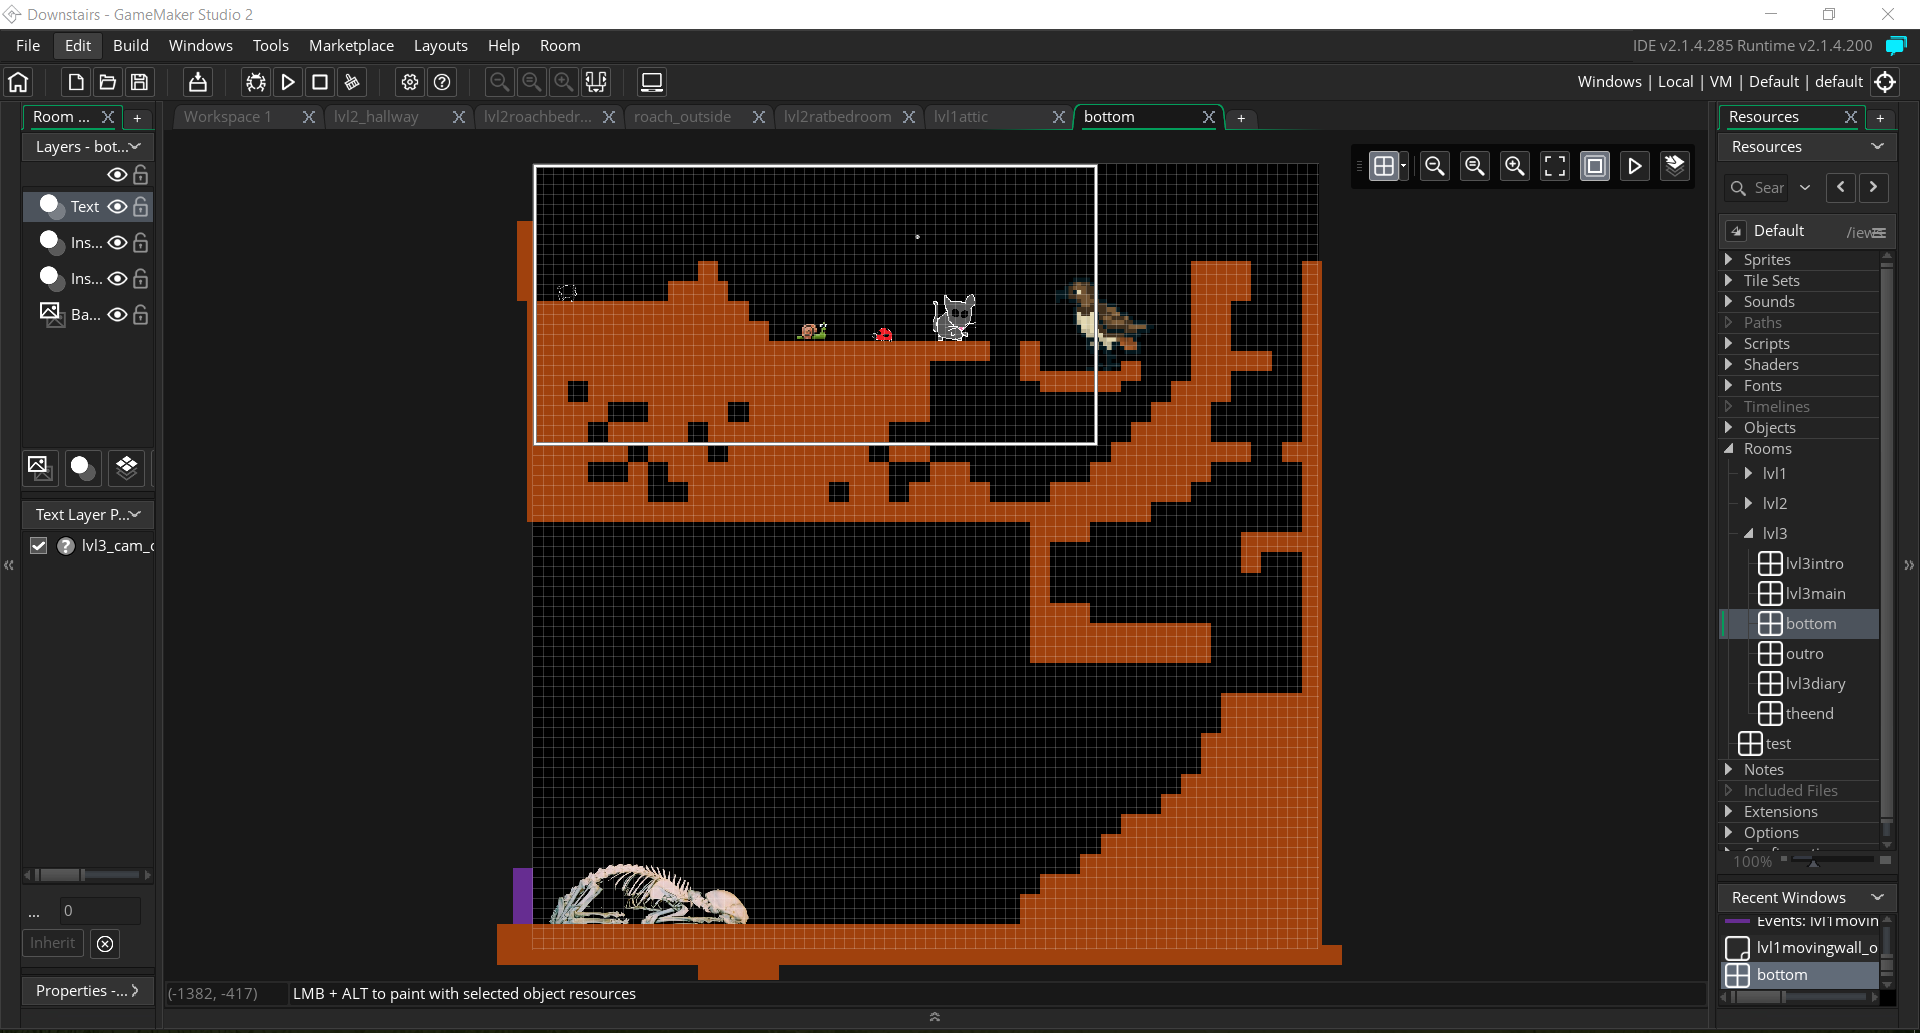 Downstairs - GameMaker Studio 2
File Edit Build Windows Tools Marketplace Layouts Help Room
IDE v2.1.4.285 Runtime v2.1.4.200
Windows | Local | VM | Default | default
Room ...
Workspace 1
lvl2_hallway
lvl2roachbedr...
roach_outside
lvl2ratbedroom
lvl1attic
bottom
Resources
Layers - bot...
Resources
Text
Sear
Ins...
Default
Ins...
Sprites
Tile Sets
Ba...
Sounds
Paths
Scripts
Shaders
Fonts
Timelines
Objects
Rooms
lvl1
lvl2
Text Layer P...
lvl3
lvl3_cam_
lvl3intro
lvl3main
bottom
outro
lvl3diary
theend
test
Notes
Included Files
Extensions
Options
100%
Recent Windows
... 0
Events: lvl1movin
Inherit
lvl1movingwall_o
bottom
Properties -...
(-1382, -417)
LMB + ALT to paint with selected object resources